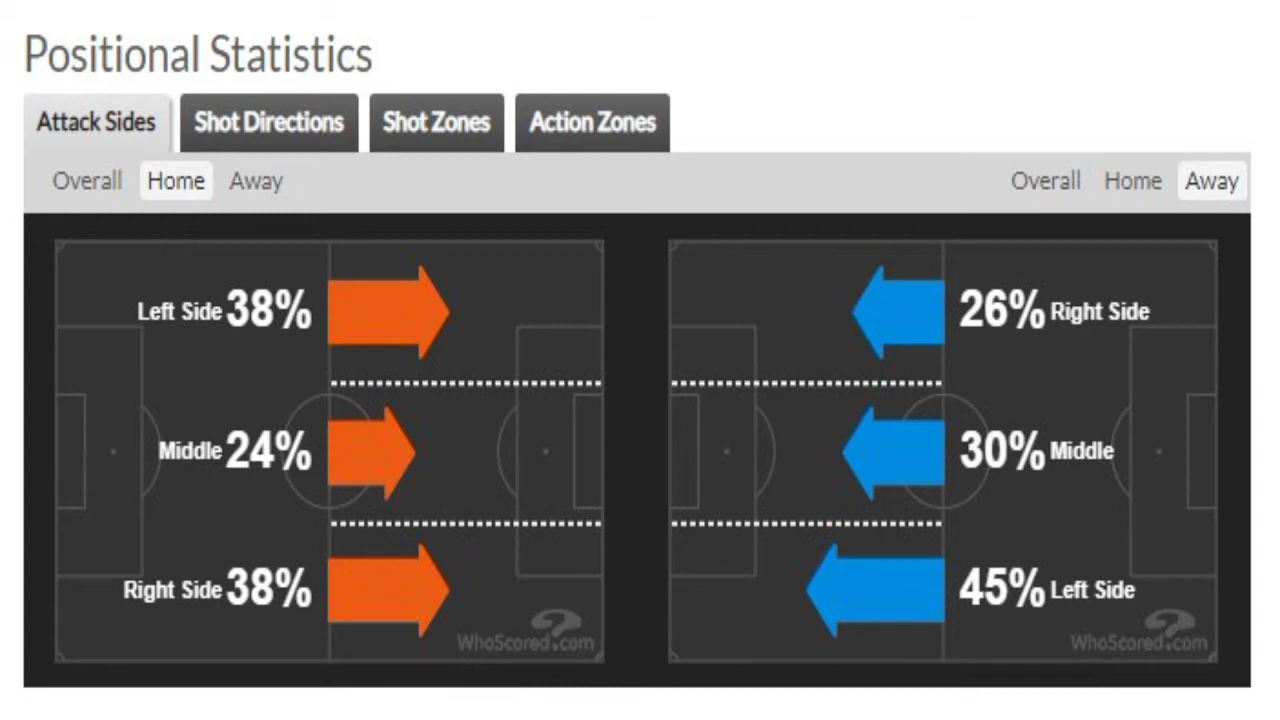 Positional Statistics
Attack Sides Shot Directions Shot Zones Action Zones
Overall Home Away Overall Home Away
Left Side 38% 26% Right Side
Middle 24% 30% Middle
Right Side 38% 45% Left Side
WhoScored.com WhoScored.com